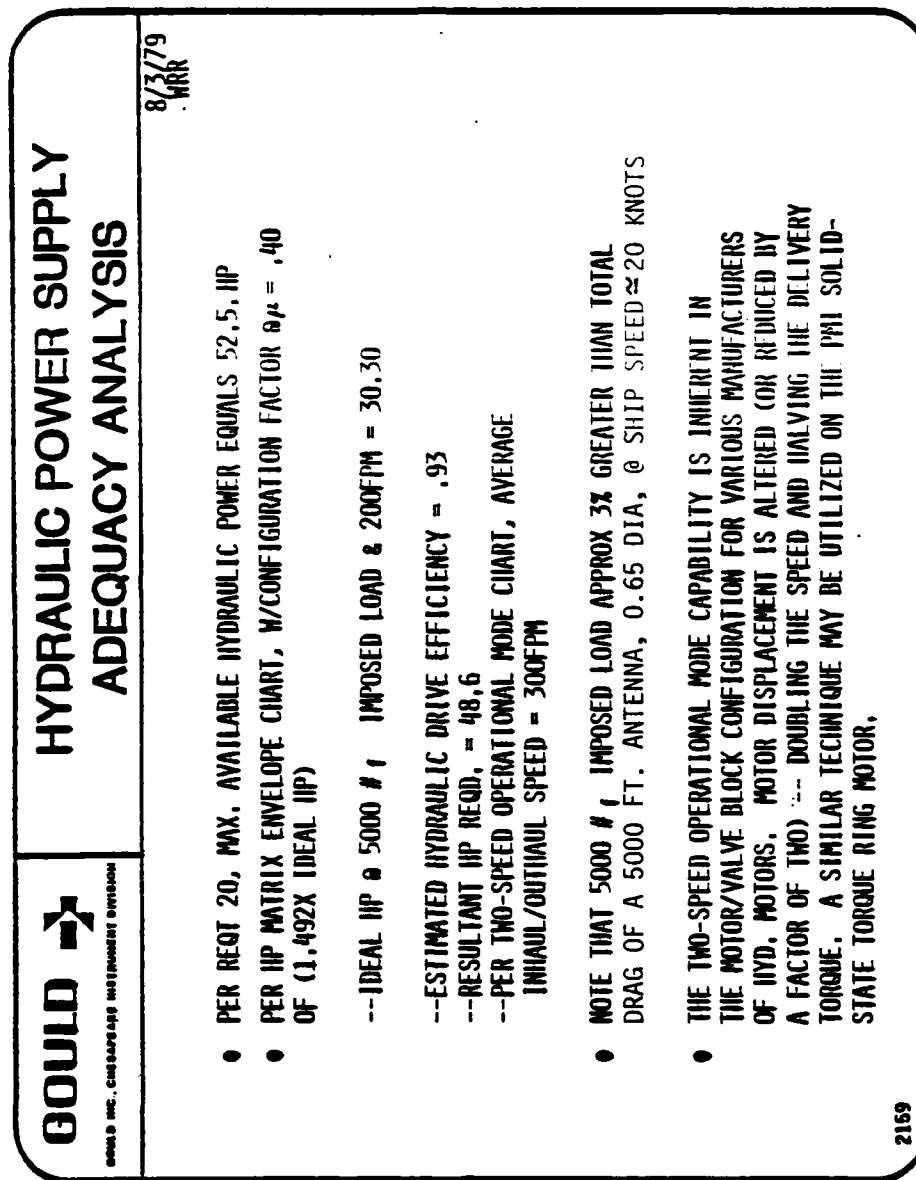 GOULD
GOULD INC., CHESAPEAKE INSTRUMENT DIVISION
HYDRAULIC POWER SUPPLY
ADEQUACY ANALYSIS
8/3/79
WRR
● PER REQT 20, MAX. AVAILABLE HYDRAULIC POWER EQUALS 52.5. HP
● PER HP MATRIX ENVELOPE CHART, W/CONFIGURATION FACTOR θμ = .40
OF (1.492X IDEAL HP)
--IDEAL HP @ 5000 #f IMPOSED LOAD & 200FPM = 30.30
--ESTIMATED HYDRAULIC DRIVE EFFICIENCY = .93
--RESULTANT HP REQD. = 48.6
--PER TWO-SPEED OPERATIONAL MODE CHART, AVERAGE
INHAUL/OUTHAUL SPEED = 300FPM
● NOTE THAT 5000 #f IMPOSED LOAD APPROX 3% GREATER THAN TOTAL
DRAG OF A 5000 FT. ANTENNA, 0.65 DIA, @ SHIP SPEED≃20 KNOTS
● THE TWO-SPEED OPERATIONAL MODE CAPABILITY IS INHERENT IN
THE MOTOR/VALVE BLOCK CONFIGURATION FOR VARIOUS MANUFACTURERS
OF HYD. MOTORS. MOTOR DISPLACEMENT IS ALTERED (OR REDUCED BY
A FACTOR OF TWO) -- DOUBLING THE SPEED AND HALVING THE DELIVERY
TORQUE. A SIMILAR TECHNIQUE MAY BE UTILIZED ON THE PMI SOLID-
STATE TORQUE RING MOTOR.
2169